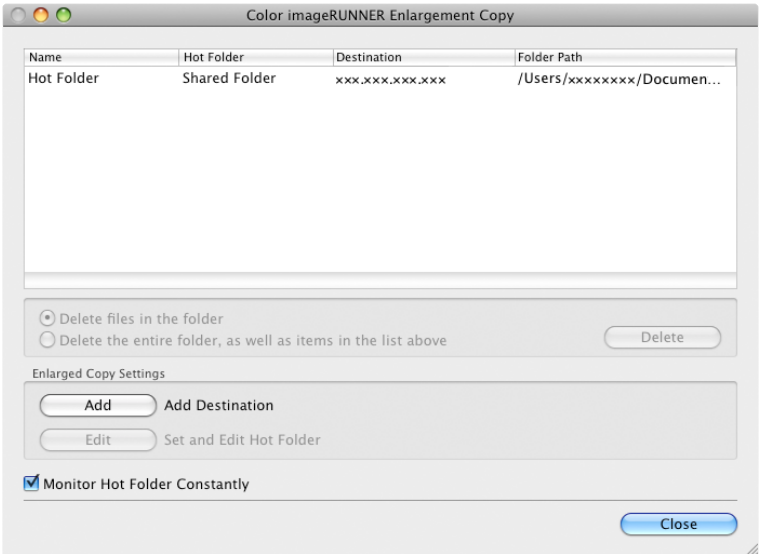 Color imageRUNNER Enlargement Copy
Name Hot Folder Destination Folder Path
Hot Folder Shared Folder xxx.xxx.xxx.xxx /Users/xxxxxxxx/Documen...
Delete files in the folder
Delete the entire folder, as well as items in the list above
Delete
Enlarged Copy Settings
Add Add Destination
Edit Set and Edit Hot Folder
Monitor Hot Folder Constantly
Close